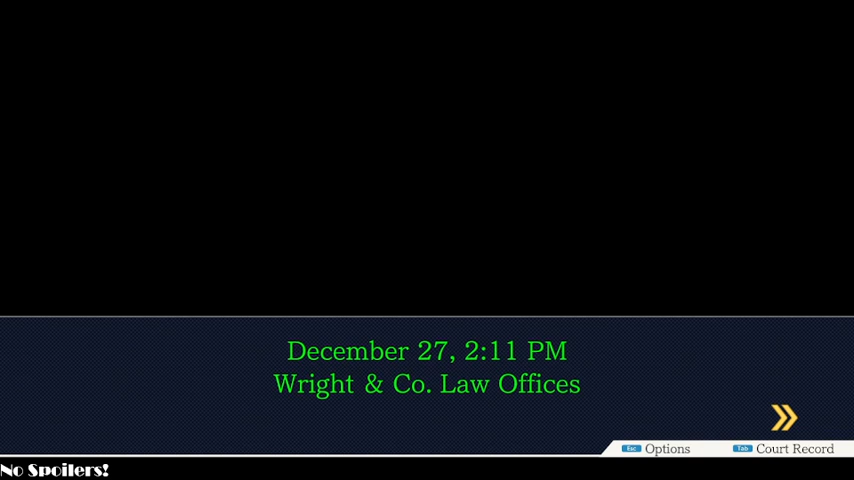 December 27, 2:11 PM
Wright & Co. Law Offices
Esc Options Tab Court Record
No Spoilers!